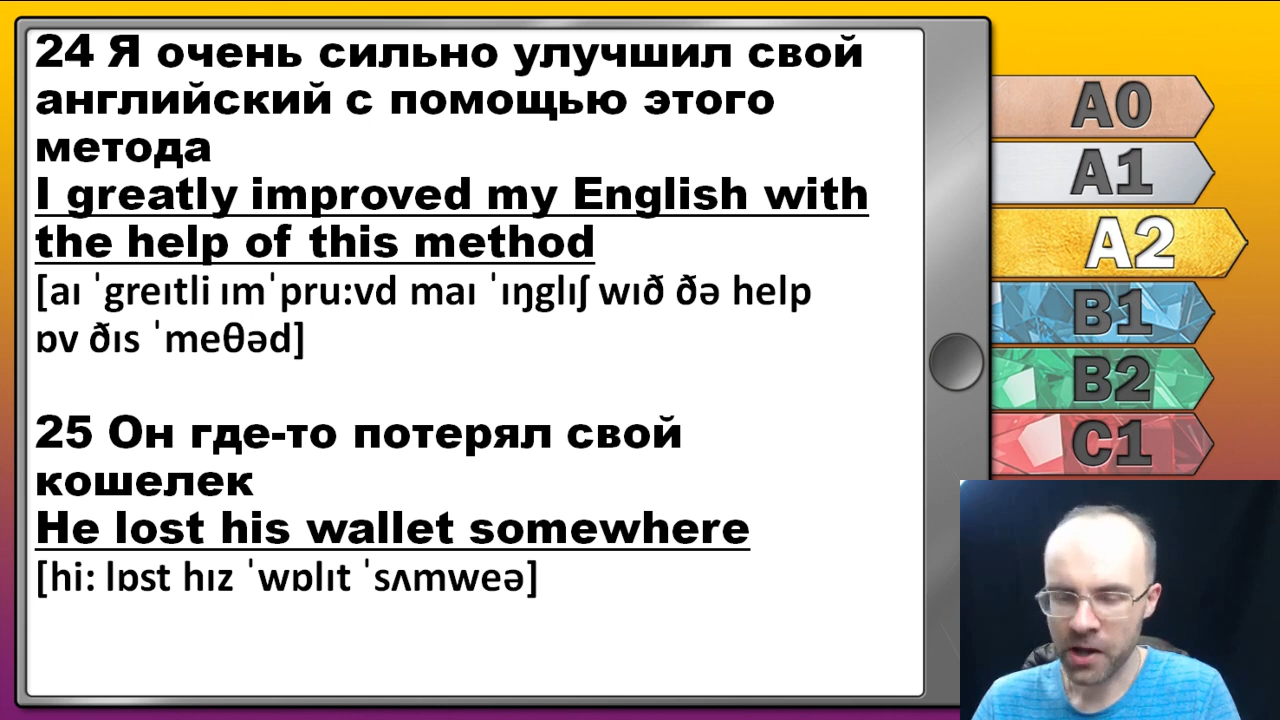 24 Я очень сильно улучшил свой
английский с помощью этого
метода
I greatly improved my English with
the help of this method
[aɪ ˈgreɪtli ɪmˈpru:vd maɪ ˈɪŋglɪʃ wɪð ðə help
ɒv ðɪs ˈmeθəd]
25 Он где-то потерял свой
кошелек
He lost his wallet somewhere
[hi: lɒst hɪz ˈwɒlɪt ˈsʌmweə]
A0
A1
A2
B1
B2
C1